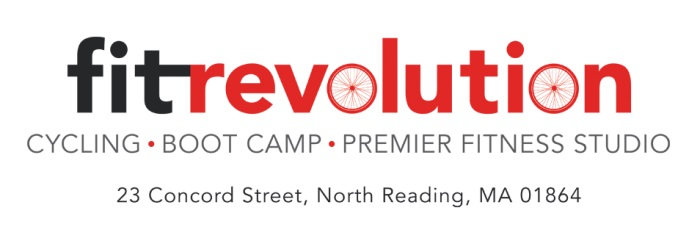 fitrevolution
CYCLING • BOOT CAMP • PREMIER FITNESS STUDIO
23 Concord Street, North Reading, MA 01864